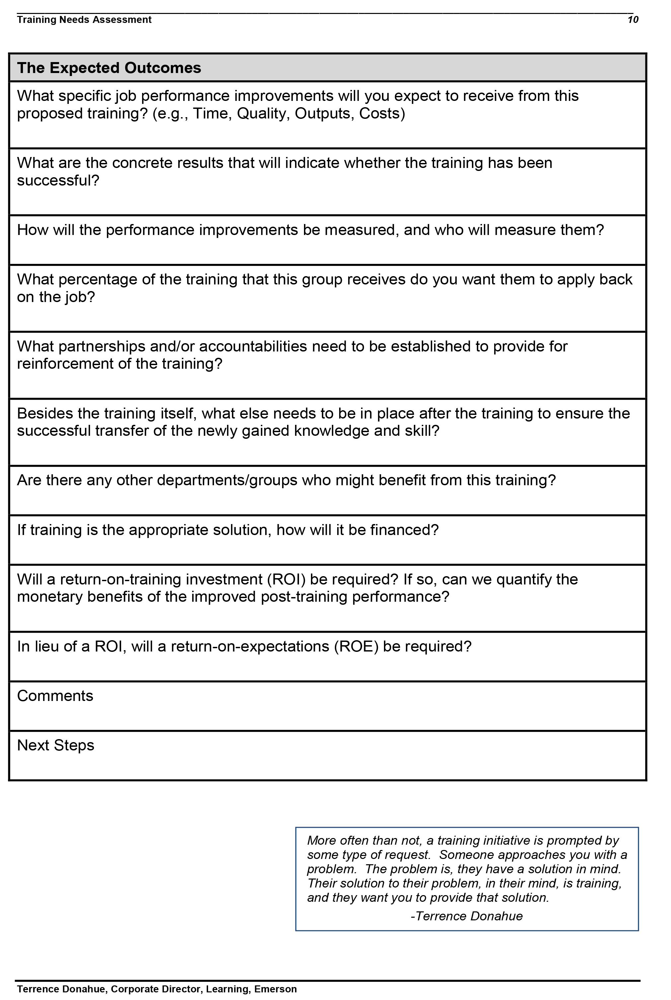 Training Needs Assessment 10
The Expected Outcomes
What specific job performance improvements will you expect to receive from this
proposed training? (e.g., Time, Quality, Outputs, Costs)
What are the concrete results that will indicate whether the training has been
successful?
How will the performance improvements be measured, and who will measure them?
What percentage of the training that this group receives do you want them to apply back
on the job?
What partnerships and/or accountabilities need to be established to provide for
reinforcement of the training?
Besides the training itself, what else needs to be in place after the training to ensure the
successful transfer of the newly gained knowledge and skill?
Are there any other departments/groups who might benefit from this training?
If training is the appropriate solution, how will it be financed?
Will a return-on-training investment (ROI) be required? If so, can we quantify the
monetary benefits of the improved post-training performance?
In lieu of a ROI, will a return-on-expectations (ROE) be required?
Comments
Next Steps
More often than not, a training initiative is prompted by
some type of request.  Someone approaches you with a
problem.  The problem is, they have a solution in mind.
Their solution to their problem, in their mind, is training,
and they want you to provide that solution.
-Terrence Donahue
Terrence Donahue, Corporate Director, Learning, Emerson